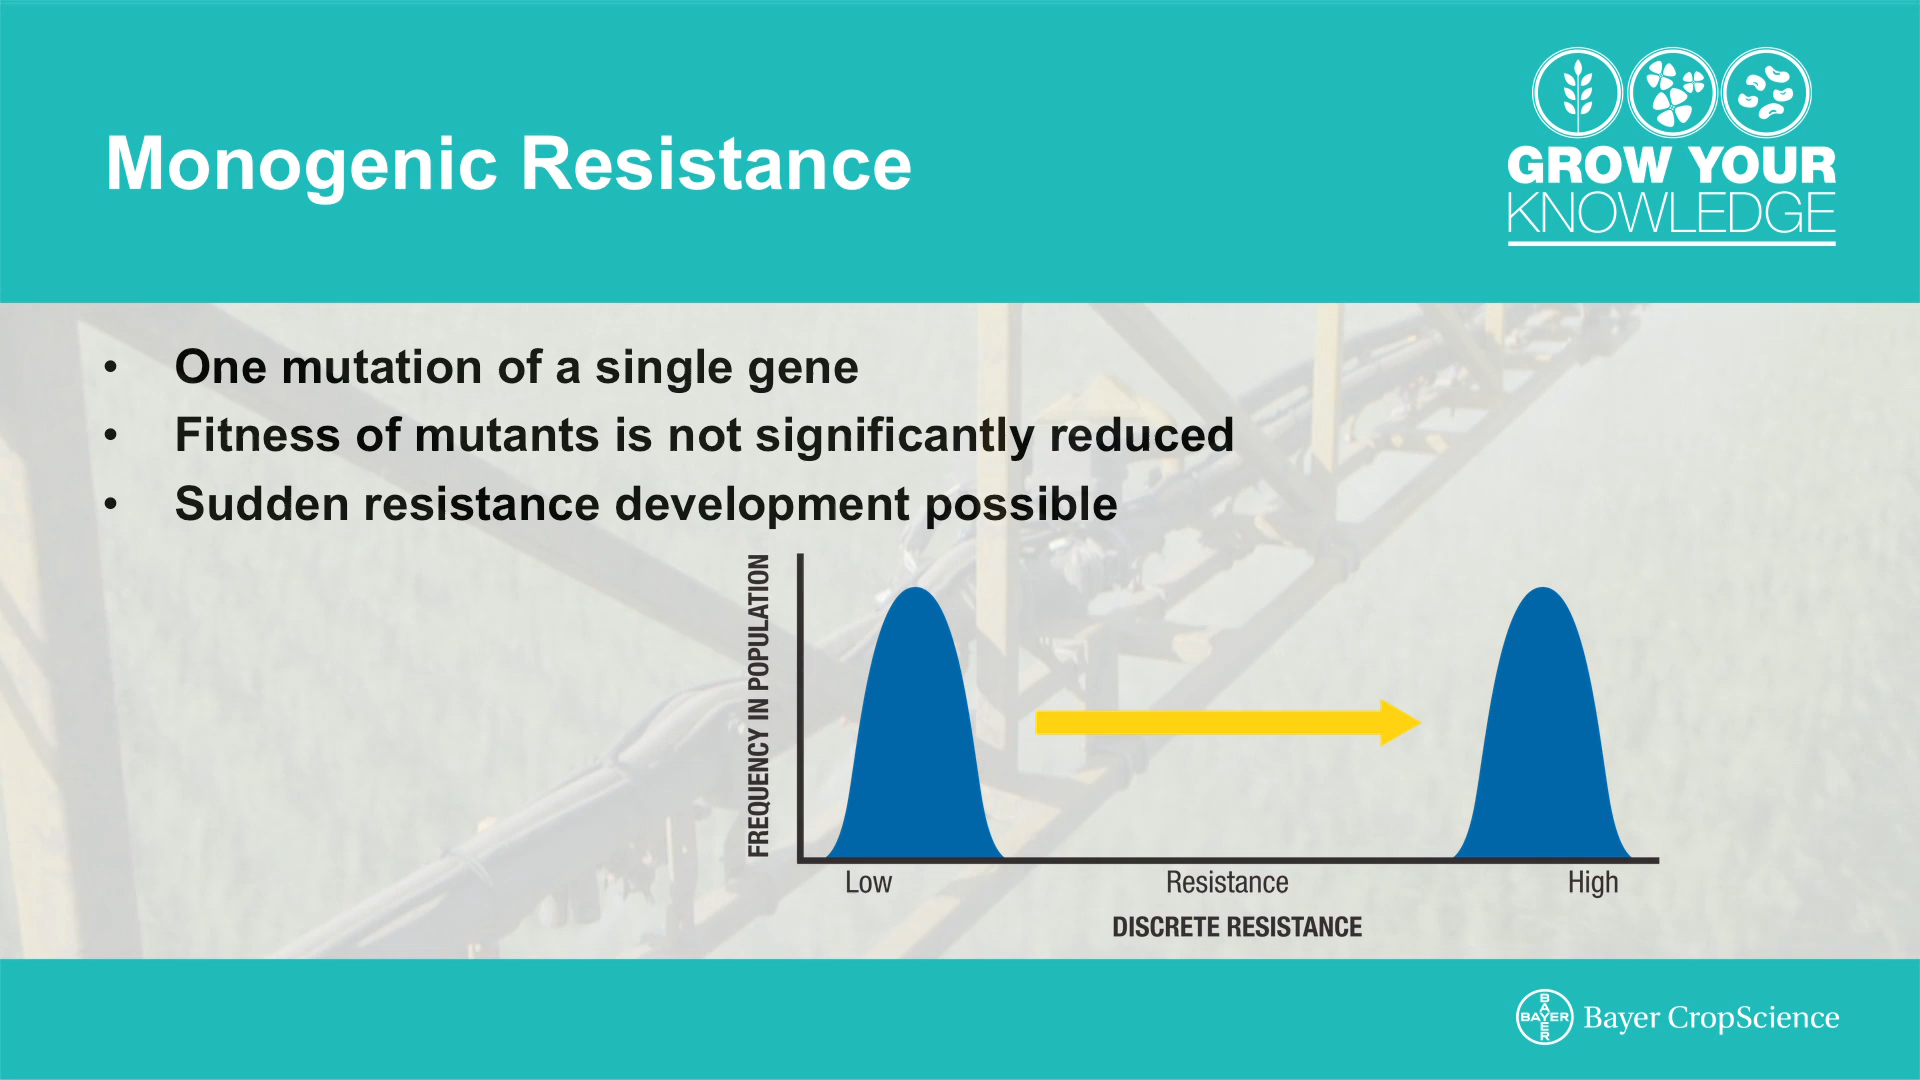 Monogenic Resistance
GROW YOUR
KNOWLEDGE
• One mutation of a single gene
• Fitness of mutants is not significantly reduced
• Sudden resistance development possible
FREQUENCY IN POPULATION
Low Resistance High
DISCRETE RESISTANCE
BAYER
BAYER
Bayer CropScience